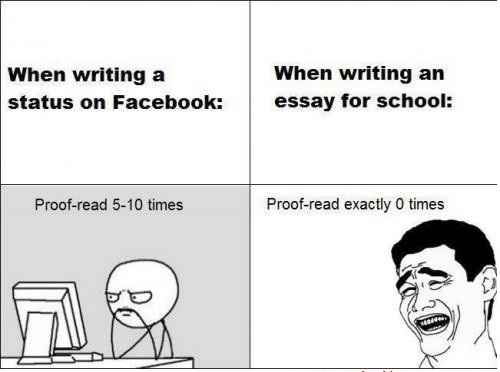 When writing a
status on Facebook:
When writing an
essay for school:
Proof-read 5-10 times
Proof-read exactly 0 times